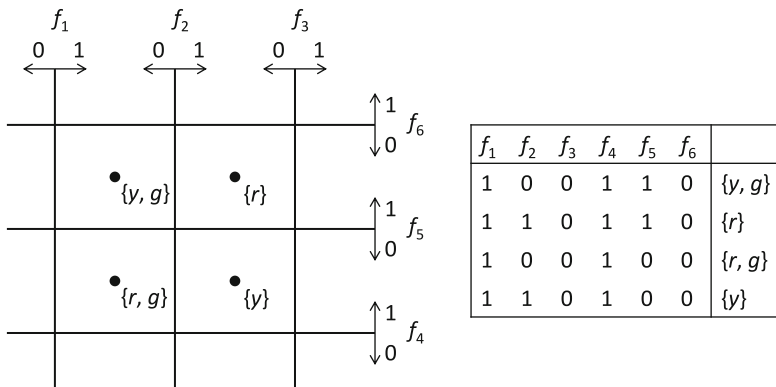 f1 f2 f3
0 1 0 1 0 1
1
f6
0
{y, g} {r}
1
f5
0
{r, g} {y}
1
f4
0
f1 f2 f3 f4 f5 f6
1 0 0 1 1 0 {y, g}
1 1 0 1 1 0 {r}
1 0 0 1 0 0 {r, g}
1 1 0 1 0 0 {y}